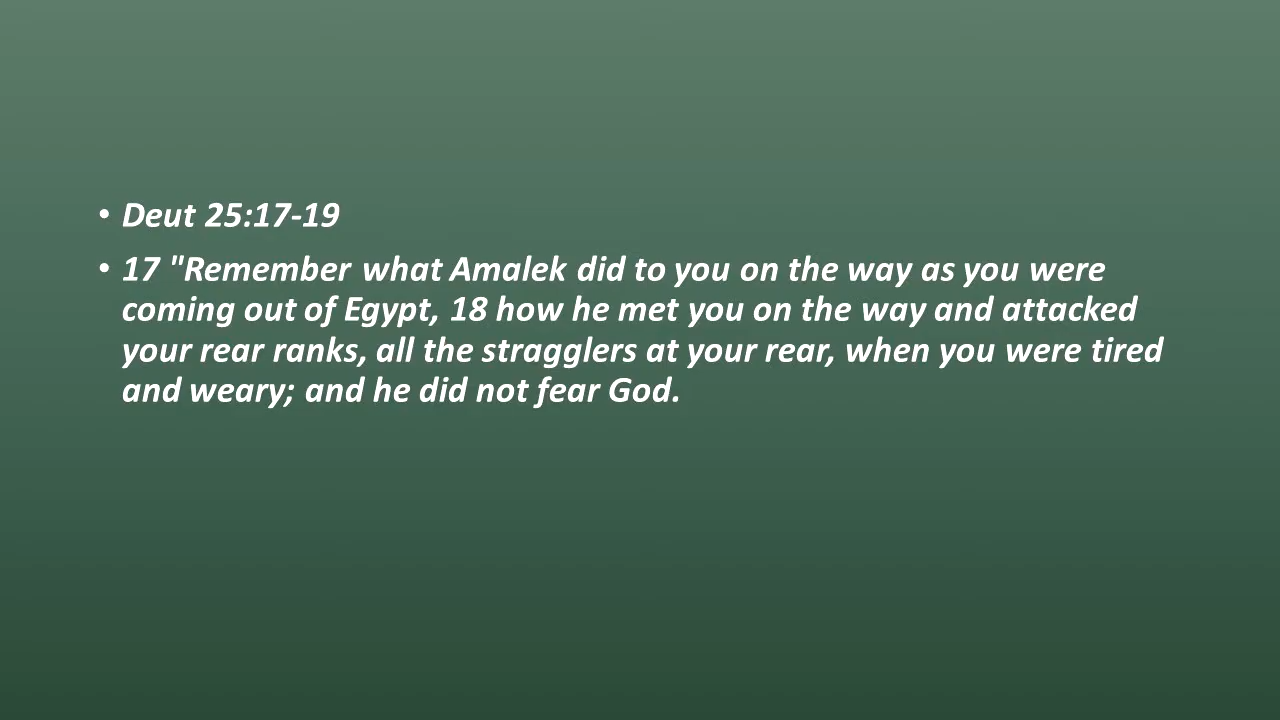 • Deut 25:17-19
• 17 "Remember what Amalek did to you on the way as you were
coming out of Egypt, 18 how he met you on the way and attacked
your rear ranks, all the stragglers at your rear, when you were tired
and weary; and he did not fear God.